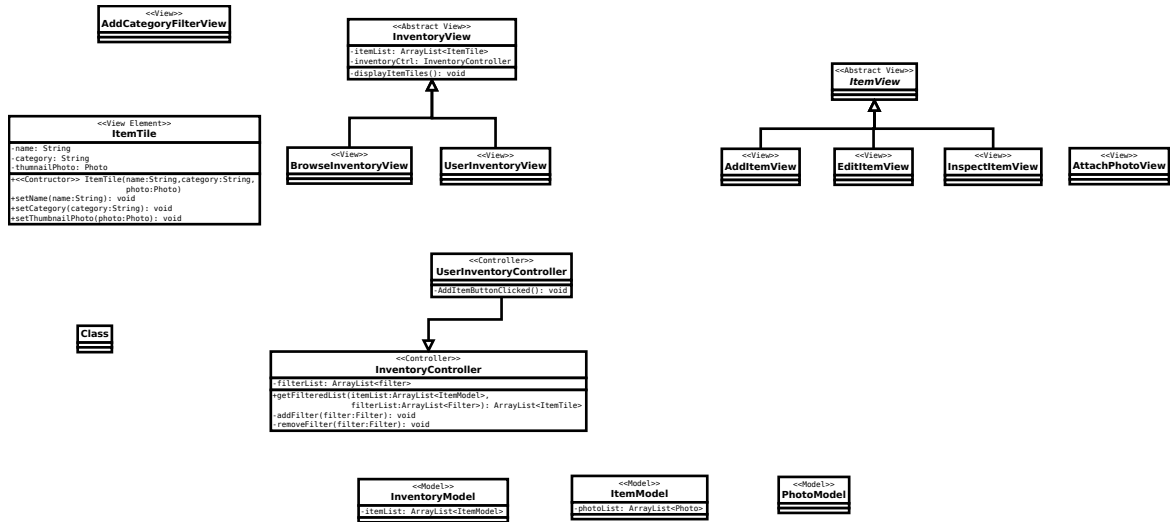 <<View>>
AddCategoryFilterView
<<Abstract View>>
InventoryView
-itemList: ArrayList<ItemTile>
-inventoryCtrl: InventoryController
-displayItemTiles(): void
<<Abstract View>>
ItemView
<<View Element>>
ItemTile
-name: String
-category: String
-thumnailPhoto: Photo
+<<Contructor>> ItemTile(name:String,category:String,
photo:Photo)
+setName(name:String): void
+setCategory(category:String): void
+setThumbnailPhoto(photo:Photo): void
<<View>>
BrowseInventoryView
<<View>>
UserInventoryView
<<View>>
AddItemView
<<View>>
EditItemView
<<View>>
InspectItemView
<<View>>
AttachPhotoView
<<Controller>>
UserInventoryController
-AddItemButtonClicked(): void
Class
<<Controller>>
InventoryController
-filterList: ArrayList<filter>
+getFilteredList(itemList:ArrayList<ItemModel>,
filterList:ArrayList<Filter>): ArrayList<ItemTile>
-addFilter(filter:Filter): void
-removeFilter(filter:Filter): void
<<Model>>
InventoryModel
-itemList: ArrayList<ItemModel>
<<Model>>
ItemModel
-photoList: ArrayList<Photo>
<<Model>>
PhotoModel